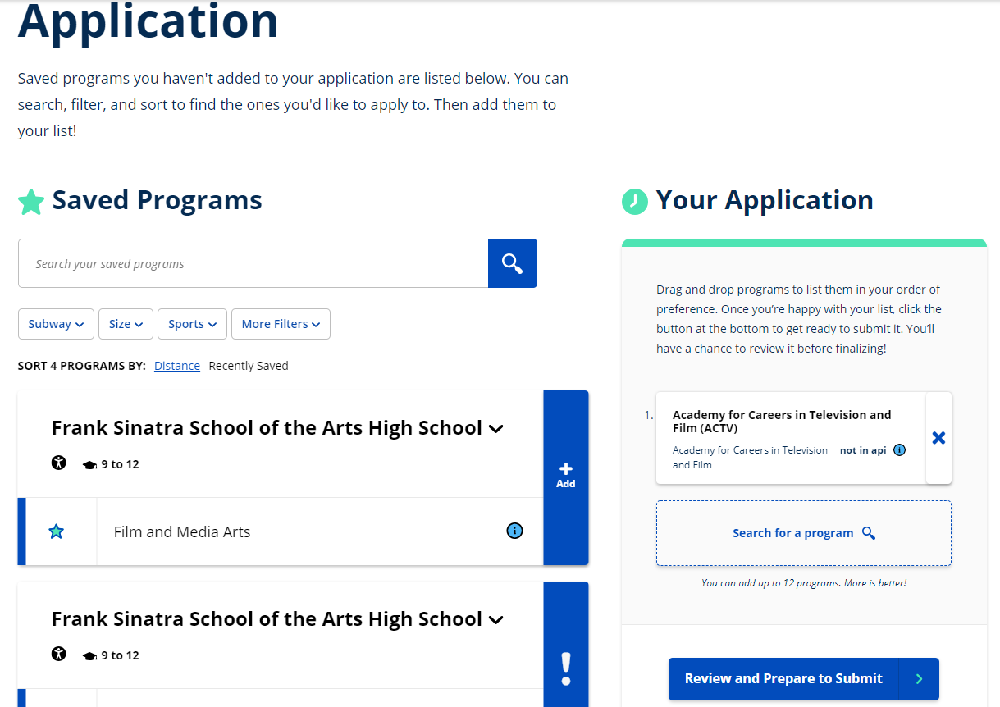 Application
Saved programs you haven't added to your application are listed below. You can
search, filter, and sort to find the ones you'd like to apply to. Then add them to
your list!
Saved Programs
Search your saved programs
Subway
Size
Sports
More Filters
SORT 4 PROGRAMS BY: Distance Recently Saved
Frank Sinatra School of the Arts High School
9 to 12
Add
Film and Media Arts
i
Frank Sinatra School of the Arts High School
9 to 12
!
Your Application
Drag and drop programs to list them in your order of
preference. Once you’re happy with your list, click the
button at the bottom to get ready to submit it. You’ll
have a chance to review it before finalizing!
1.
Academy for Careers in Television and
Film (ACTV)
Academy for Careers in Television not in api i
and Film
Search for a program
You can add up to 12 programs. More is better!
Review and Prepare to Submit